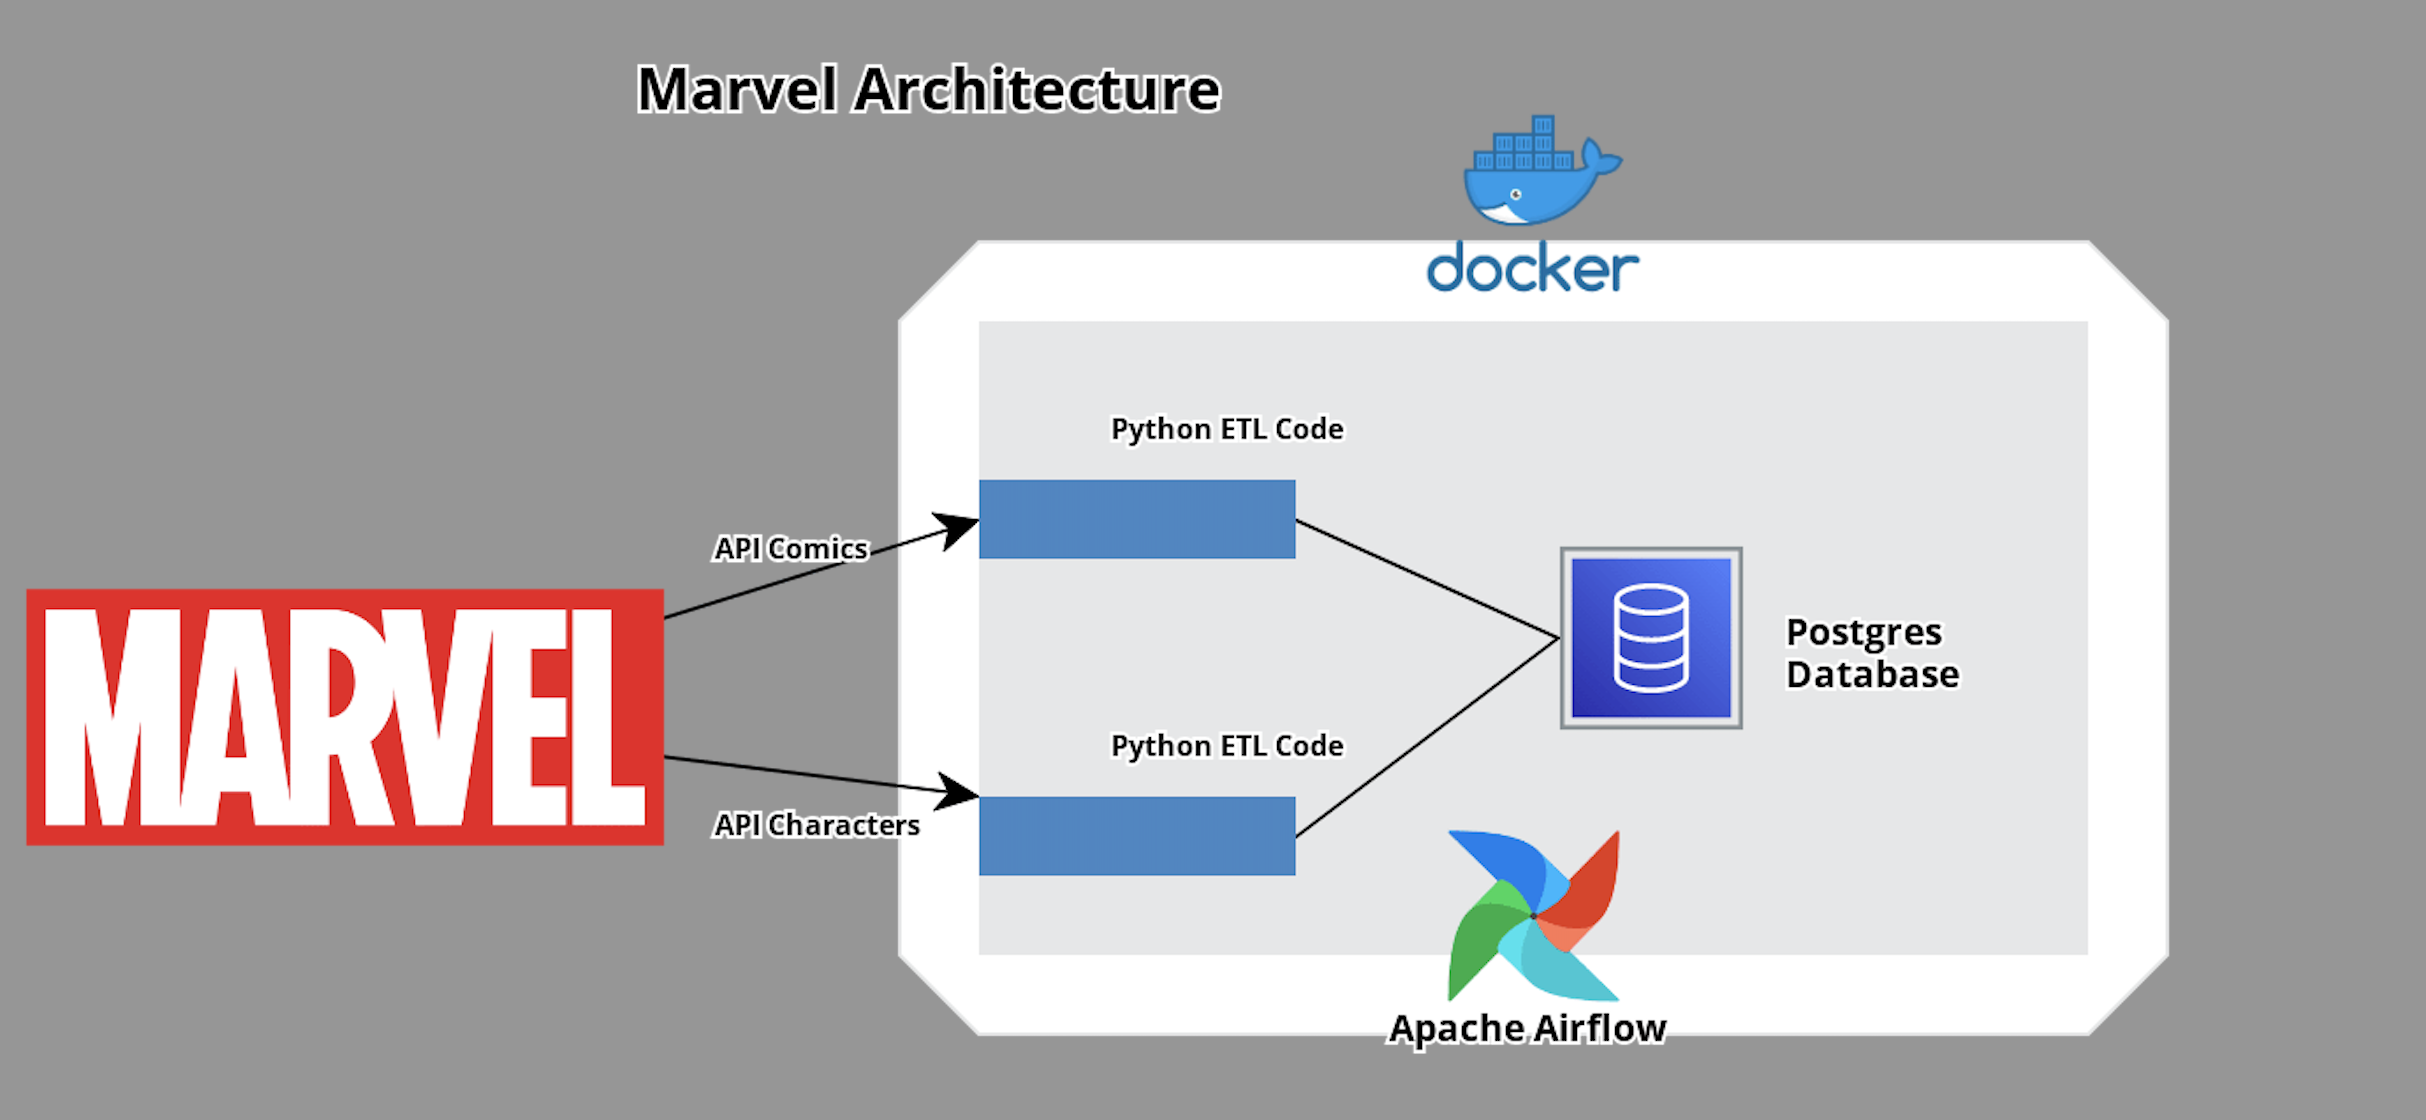 Marvel Architecture
docker
Python ETL Code
API Comics
MARVEL
Postgres
Database
Python ETL Code
API Characters
Apache Airflow